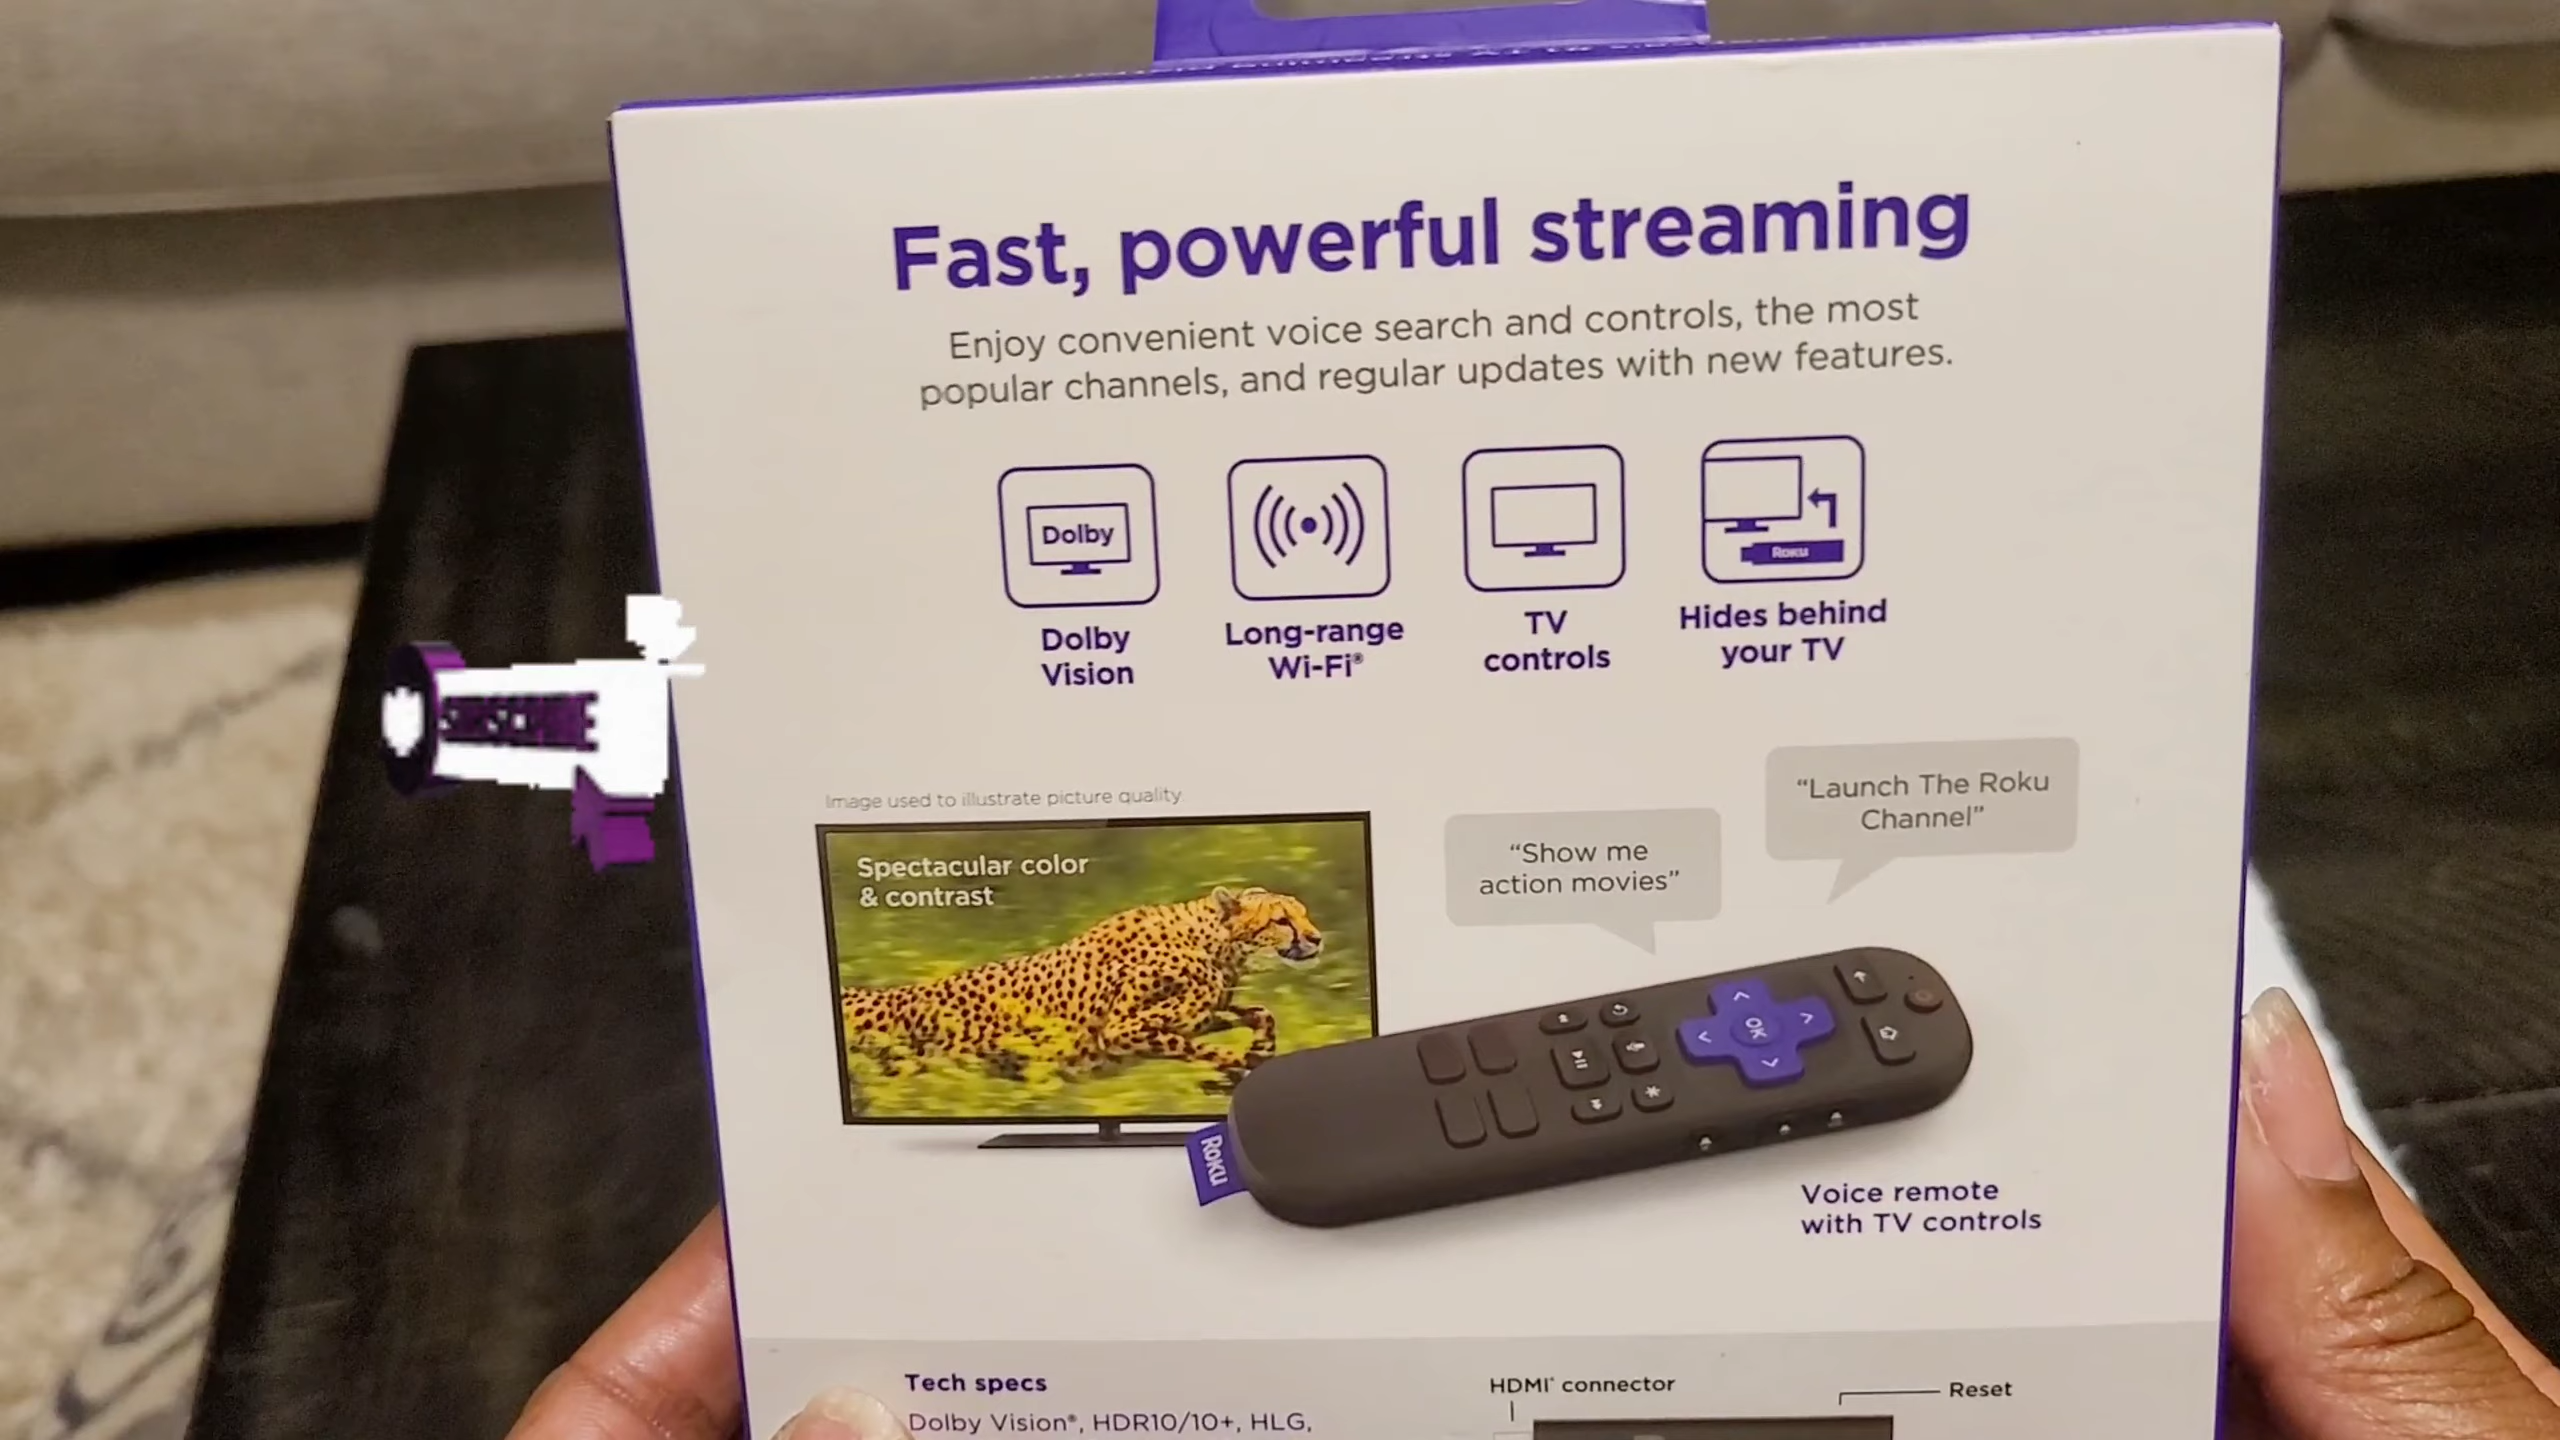 Fast, powerful streaming
Enjoy convenient voice search and controls, the most
popular channels, and regular updates with new features.
Dolby
Roku
Dolby
Vision
Long-range
Wi-Fi®
TV
controls
Hides behind
your TV
Image used to illustrate picture quality.
Spectacular color
& contrast
“Show me
action movies”
“Launch The Roku
Channel”
OK
Roku
Voice remote
with TV controls
Tech specs
Dolby Vision®, HDR10/10+, HLG,
HDMI® connector
Reset